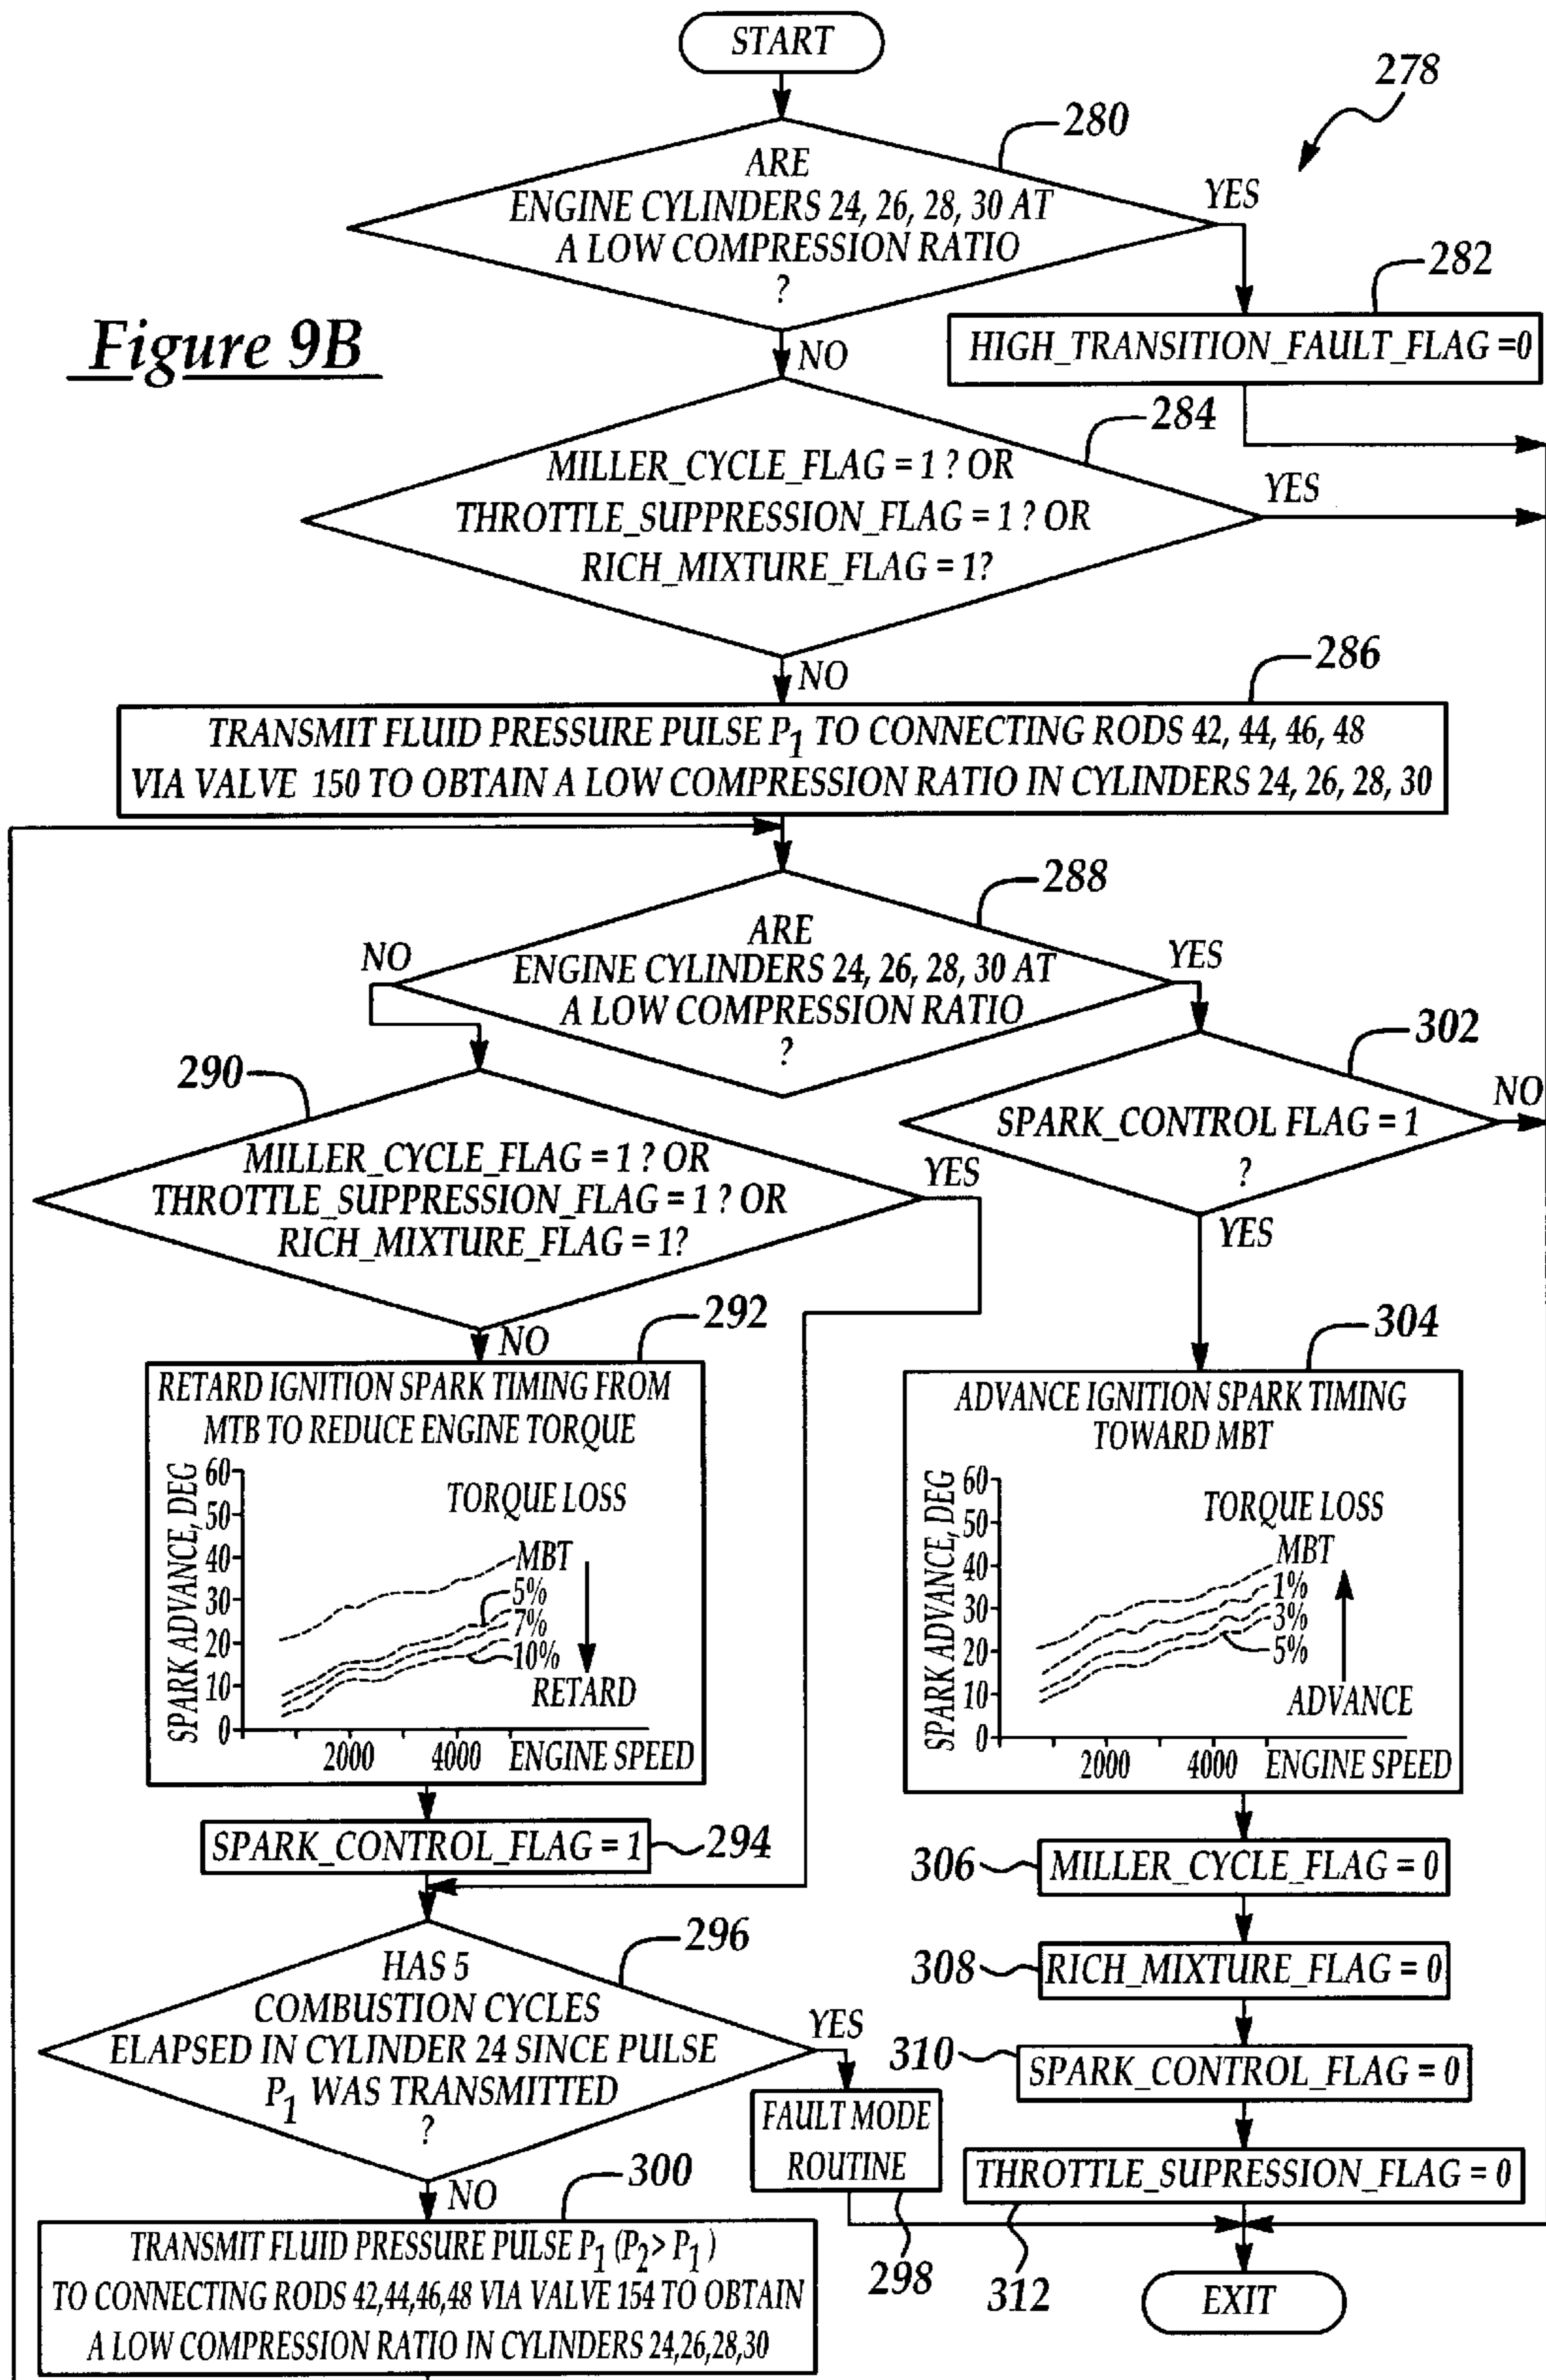 START
278
280
ARE
ENGINE CYLINDERS 24, 26, 28, 30 AT
A LOW COMPRESSION RATIO
?
YES
282
HIGH_TRANSITION_FAULT_FLAG =0
Figure 9B
NO
284
MILLER_CYCLE_FLAG = 1 ? OR
THROTTLE_SUPPRESSION_FLAG = 1 ? OR
RICH_MIXTURE_FLAG = 1?
YES
NO
286
TRANSMIT FLUID PRESSURE PULSE P1 TO CONNECTING RODS 42, 44, 46, 48
VIA VALVE 150 TO OBTAIN A LOW COMPRESSION RATIO IN CYLINDERS 24, 26, 28, 30
288
ARE
ENGINE CYLINDERS 24, 26, 28, 30 AT
A LOW COMPRESSION RATIO
?
NO
YES
290
MILLER_CYCLE_FLAG = 1 ? OR
THROTTLE_SUPPRESSION_FLAG = 1 ? OR
RICH_MIXTURE_FLAG = 1?
YES
NO
302
SPARK_CONTROL FLAG = 1
?
NO
YES
292
RETARD IGNITION SPARK TIMING FROM
MTB TO REDUCE ENGINE TORQUE
SPARK ADVANCE, DEG
60
50
40
30
20
10
0
TORQUE LOSS
MBT
5%
7%
10%
RETARD
2000
4000
ENGINE SPEED
304
ADVANCE IGNITION SPARK TIMING
TOWARD MBT
SPARK ADVANCE, DEG
60
50
40
30
20
10
0
TORQUE LOSS
MBT
1%
3%
5%
ADVANCE
2000
4000
ENGINE SPEED
SPARK_CONTROL_FLAG = 1
294
296
HAS 5
COMBUSTION CYCLES
ELAPSED IN CYLINDER 24 SINCE PULSE
P1 WAS TRANSMITTED
?
YES
NO
FAULT MODE
ROUTINE
298
300
TRANSMIT FLUID PRESSURE PULSE P1 (P2> P1)
TO CONNECTING RODS 42,44,46,48 VIA VALVE 154 TO OBTAIN
A LOW COMPRESSION RATIO IN CYLINDERS 24,26,28,30
306
MILLER_CYCLE_FLAG = 0
308
RICH_MIXTURE_FLAG = 0
310
SPARK_CONTROL_FLAG = 0
THROTTLE_SUPRESSION_FLAG = 0
312
EXIT